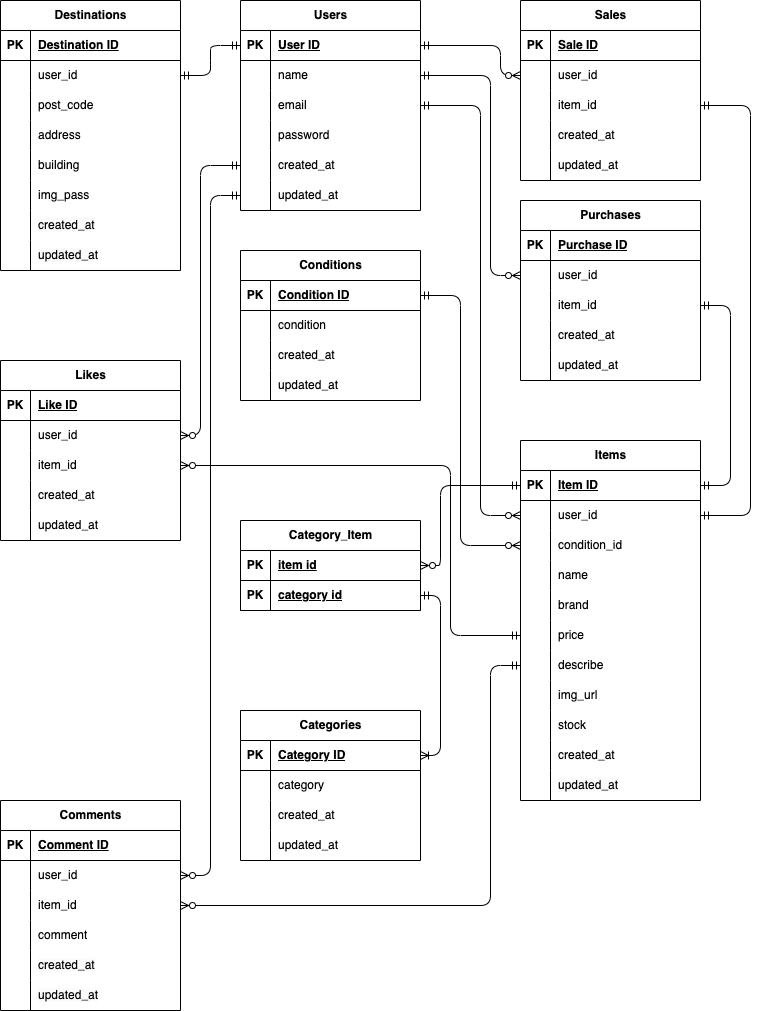 Destinations
PK Destination ID
user_id
post_code
address
building
img_pass
created_at
updated_at
Users
PK User ID
name
email
password
created_at
updated_at
Sales
PK Sale ID
user_id
item_id
created_at
updated_at
Purchases
PK Purchase ID
user_id
item_id
created_at
updated_at
Conditions
PK Condition ID
condition
created_at
updated_at
Likes
PK Like ID
user_id
item_id
created_at
updated_at
Items
PK Item ID
user_id
condition_id
name
brand
price
describe
img_url
stock
created_at
updated_at
Category_Item
PK item id
PK category id
Categories
PK Category ID
category
created_at
updated_at
Comments
PK Comment ID
user_id
item_id
comment
created_at
updated_at